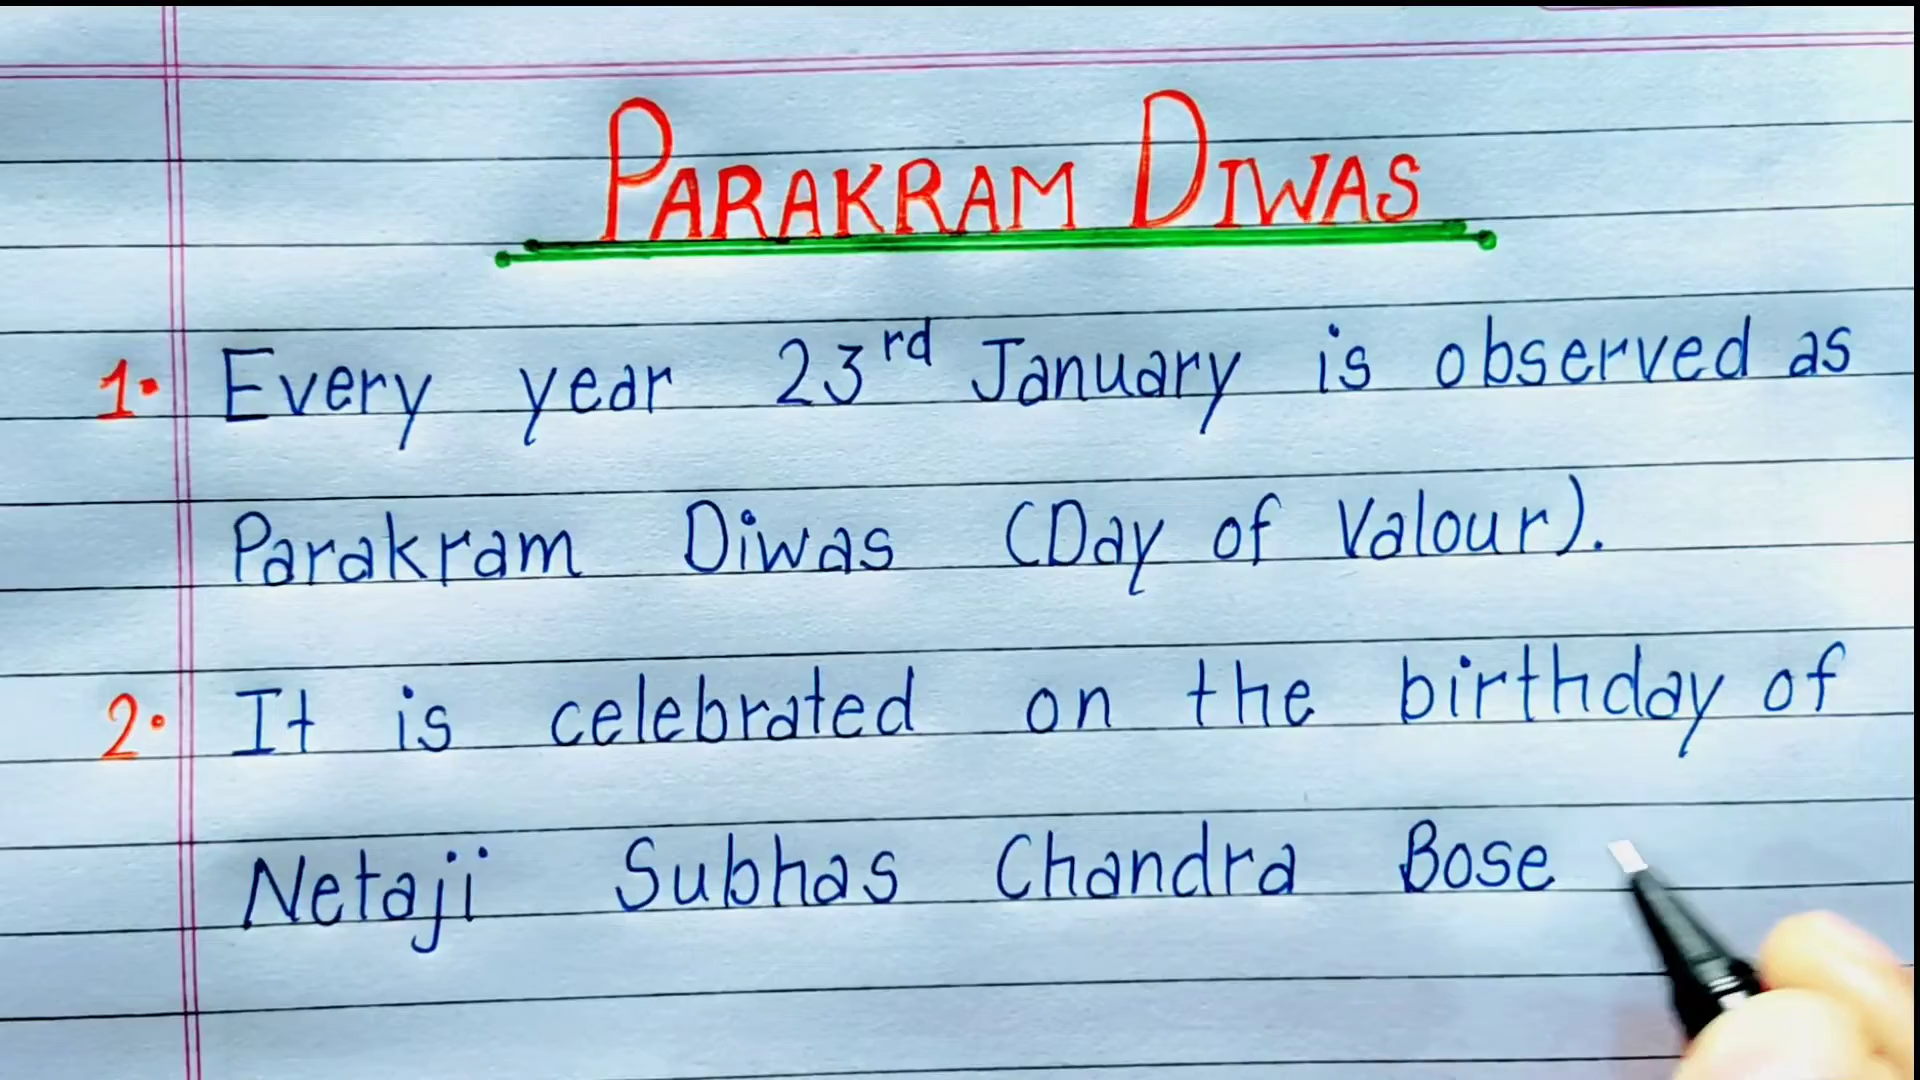 PARAKRAM DIWAS
1. Every year 23rd January is observed as
Parakram Diwas (Day of Valour).
2. It is celebrated on the birthday of
Netaji Subhas Chandra Bose